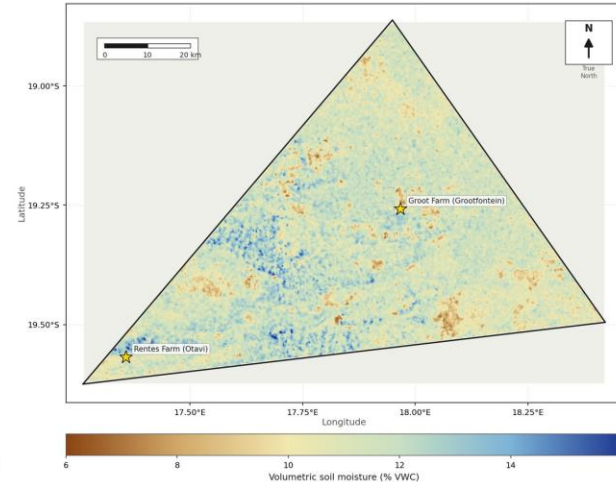 0 10 20 km
N
True
North
19.00°S
19.25°S
19.50°S
Latitude
Groot Farm (Grootfontein)
Rentes Farm (Otavi)
17.50°E 17.75°E 18.00°E 18.25°E
Longitude
6 8 10 12 14
Volumetric soil moisture (% VWC)